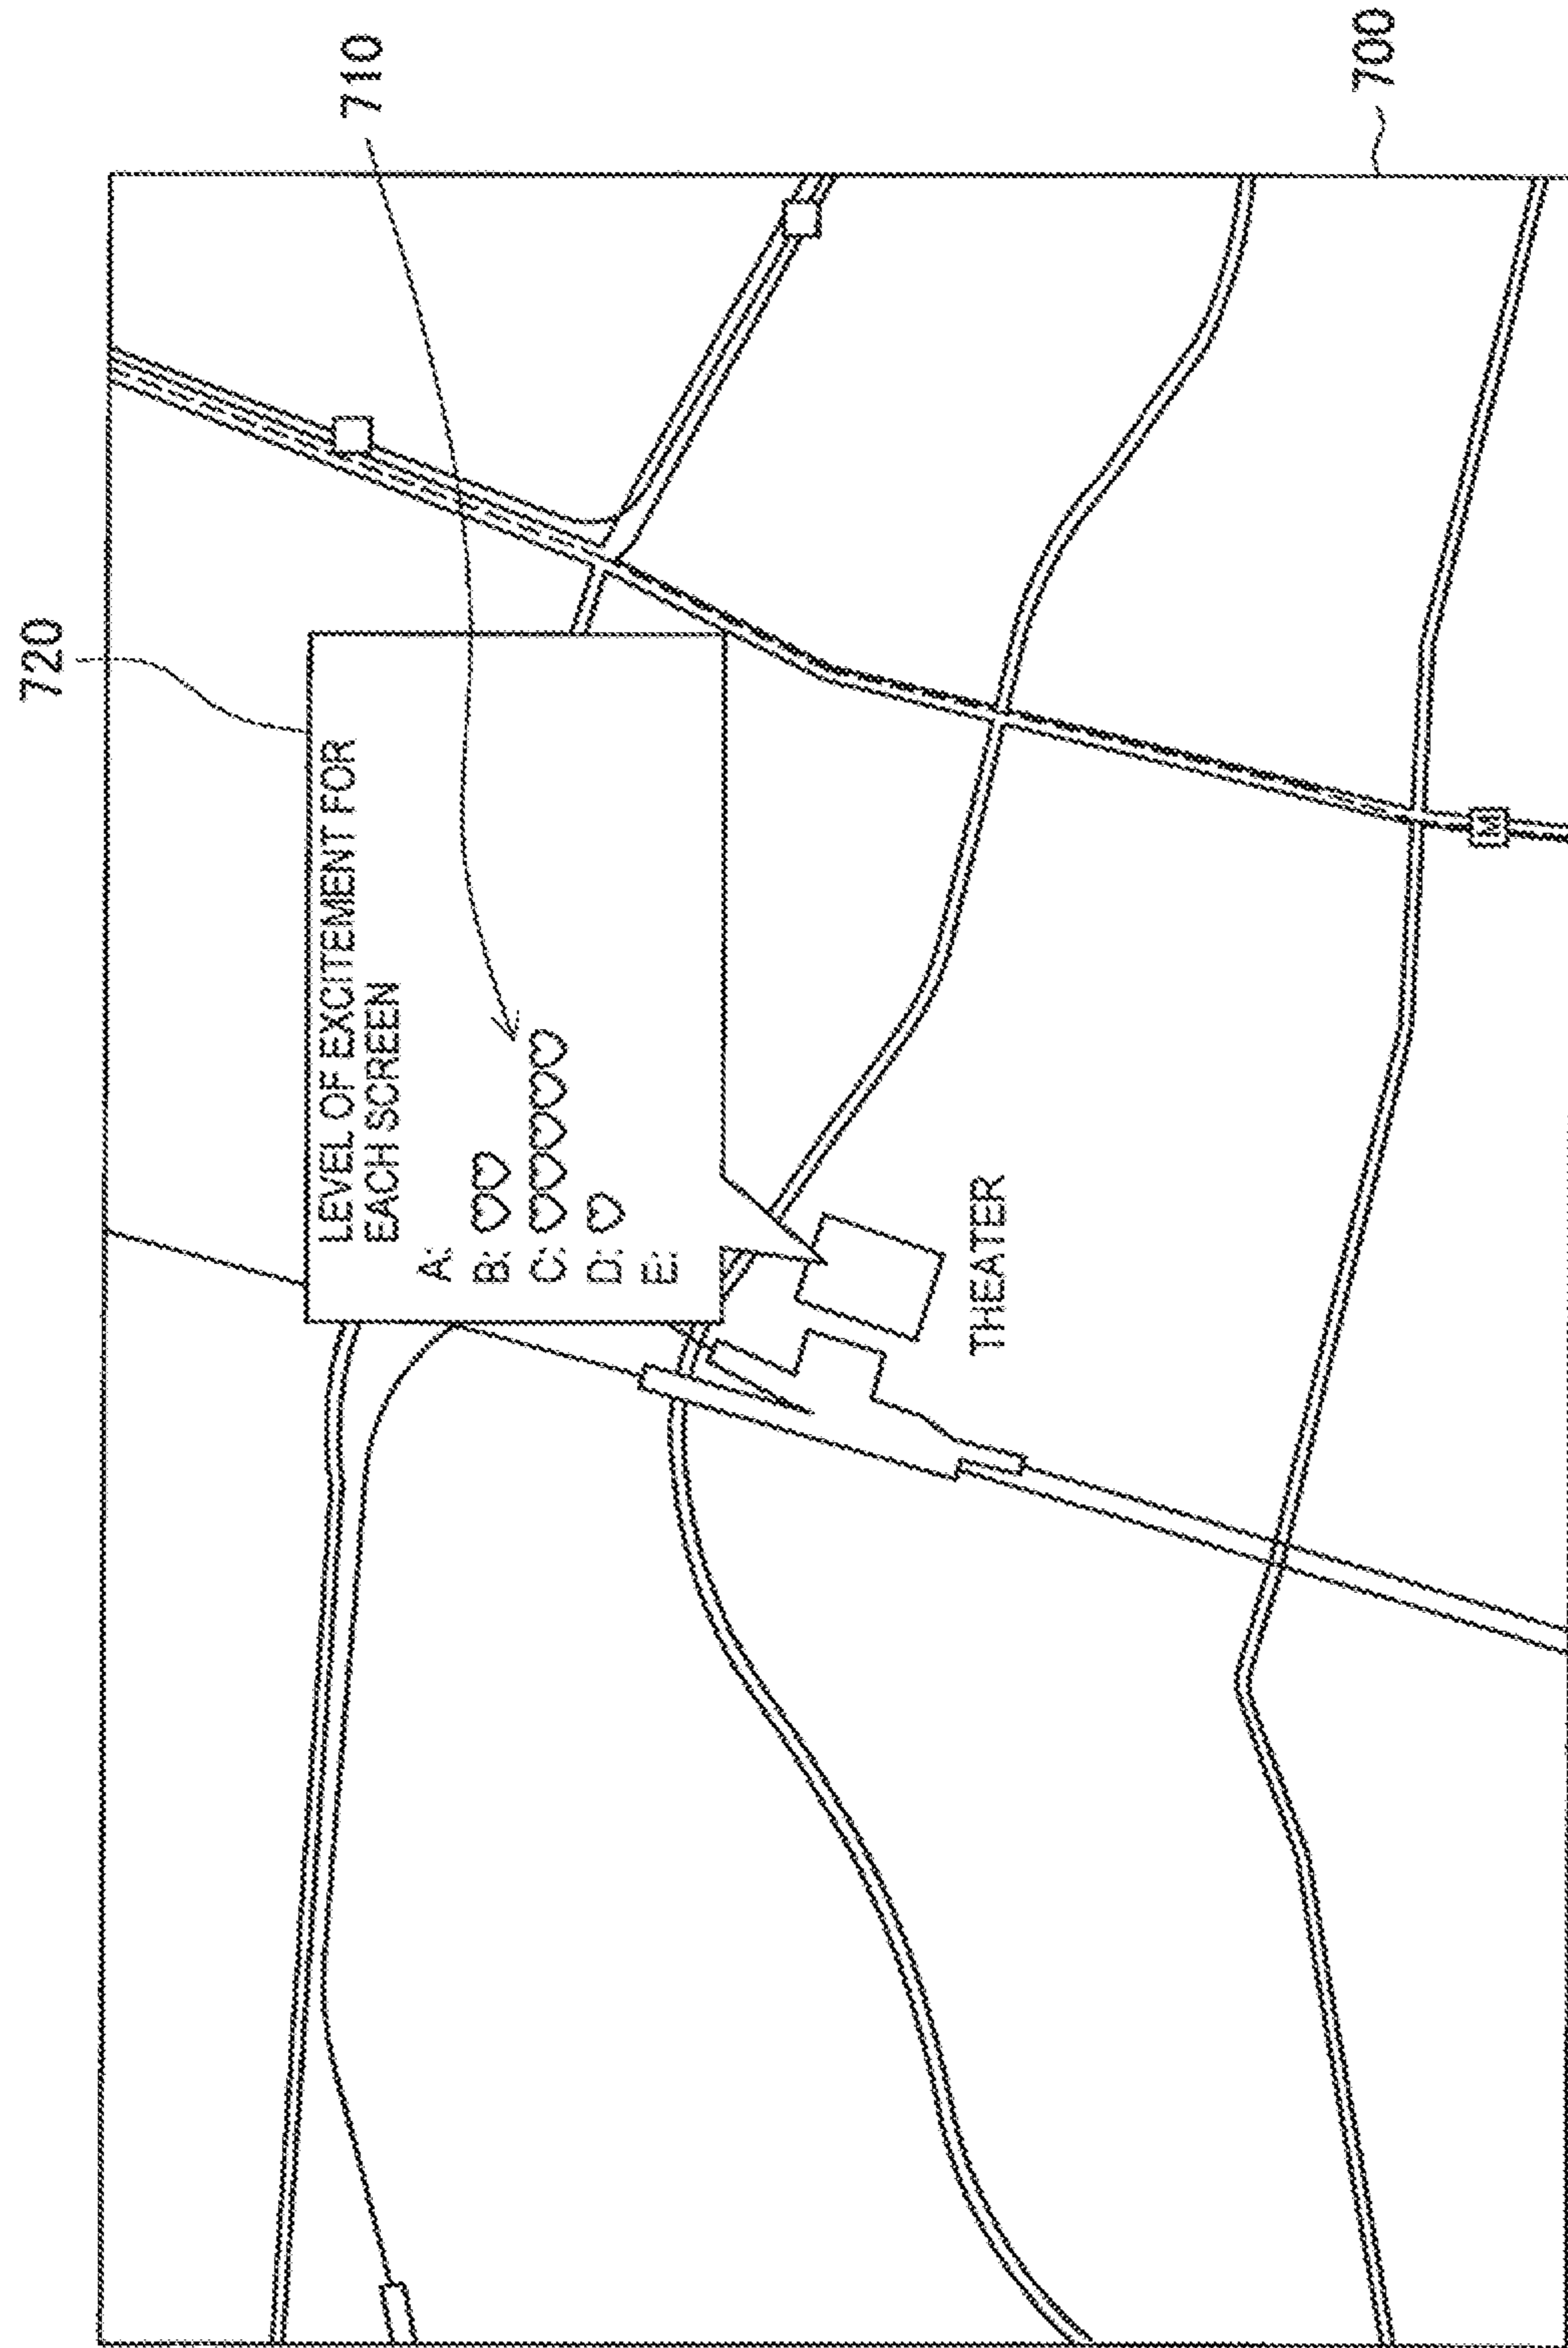 720
710
LEVEL OF EXCITEMENT FOR
EACH SCREEN
A:
B: ♡♡
C: ♡♡♡♡♡
D: ♡
E:
THEATER
M
700